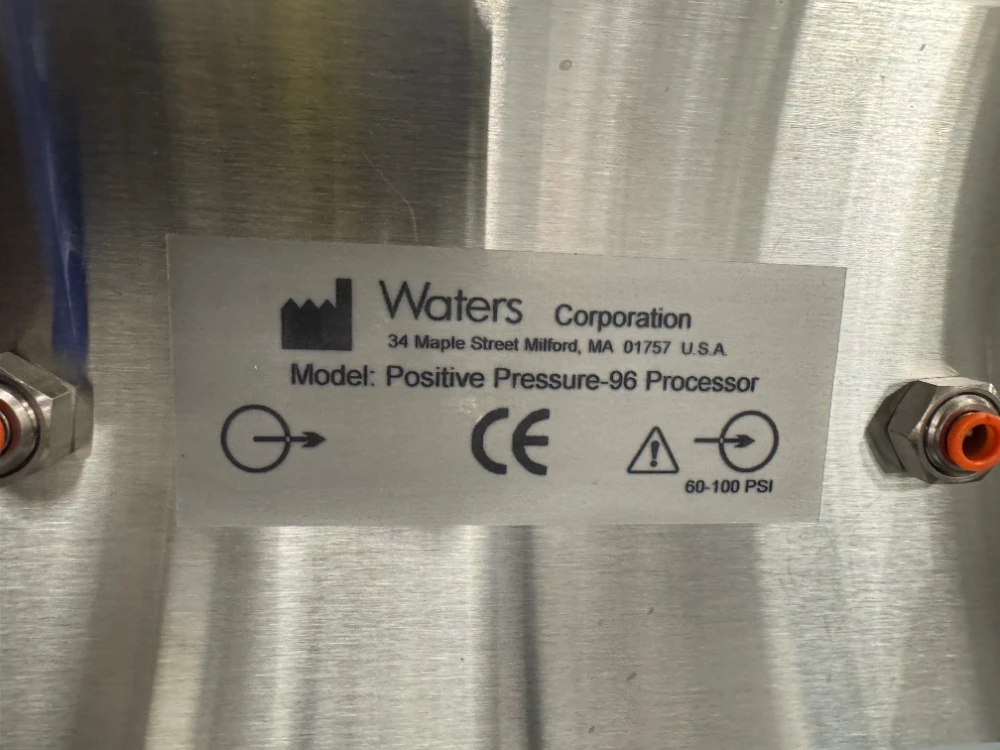 Waters Corporation
34 Maple Street Milford, MA 01757 U.S.A.
Model: Positive Pressure-96 Processor
CE
60-100 PSI